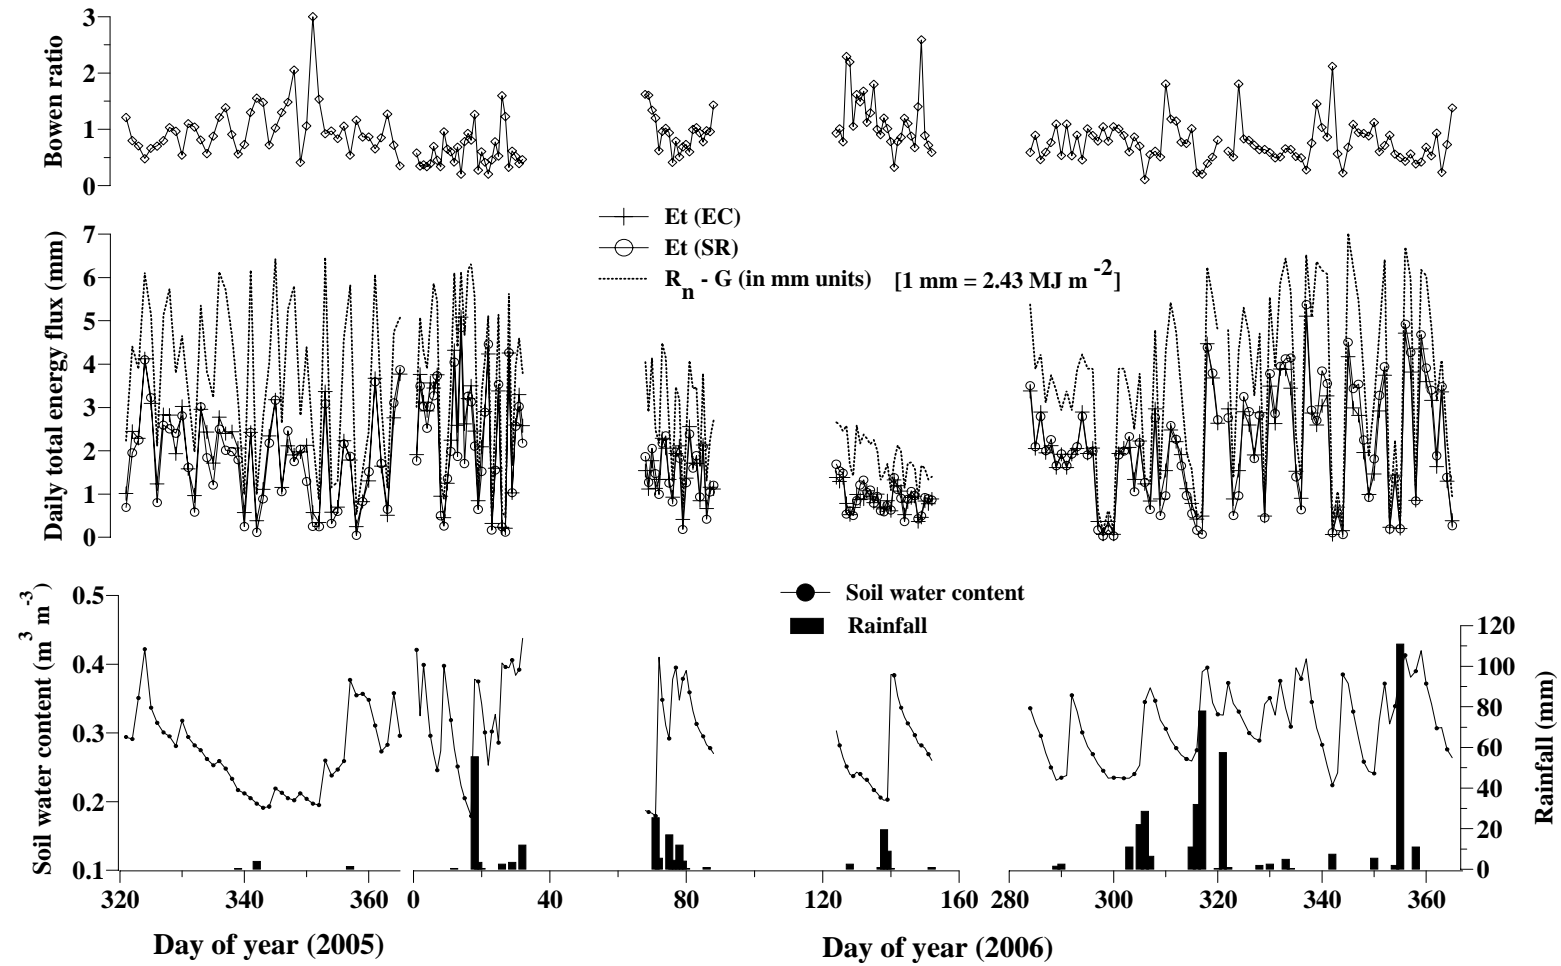 3
2
1
0
Bowen ratio
Et (EC)
Et (SR)
R_n - G (in mm units) [1 mm = 2.43 MJ m^-2]
7
6
5
4
3
2
1
0
Daily total energy flux (mm)
Soil water content
Rainfall
0.5
0.4
0.3
0.2
0.1
Soil water content (m^3 m^-3)
120
100
80
60
40
20
0
Rainfall (mm)
320 340 360 0 40 80 120 160 280 300 320 340 360
Day of year (2005) Day of year (2006)